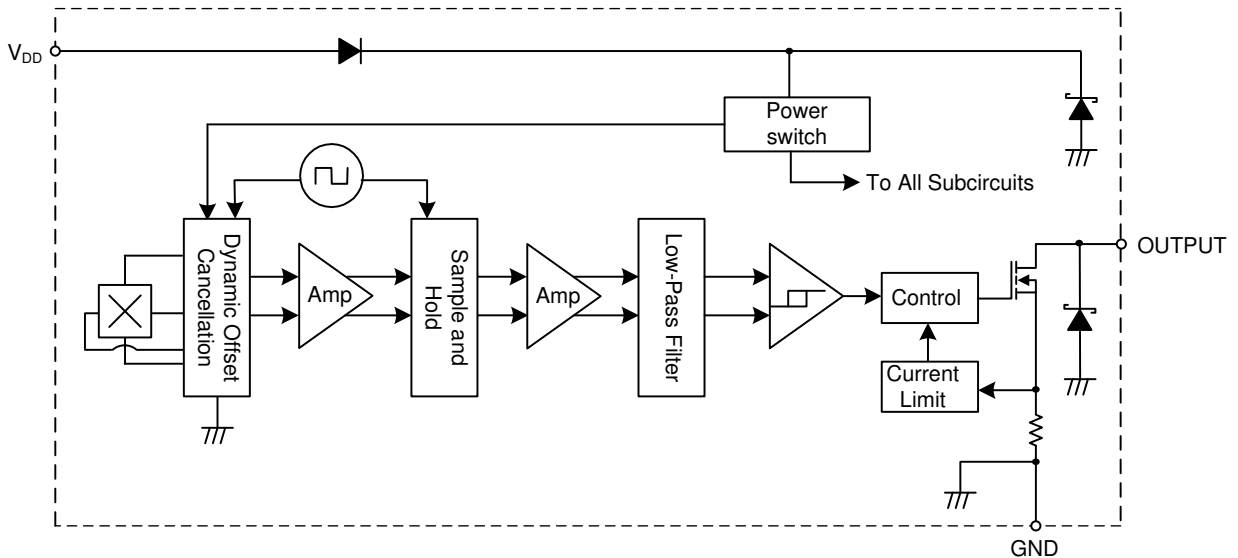 V_DD
Power
switch
To All Subcircuits
OUTPUT
Dynamic Offset
Cancellation
Amp
Sample and
Hold
Amp
Low-Pass Filter
Control
Current
Limit
GND